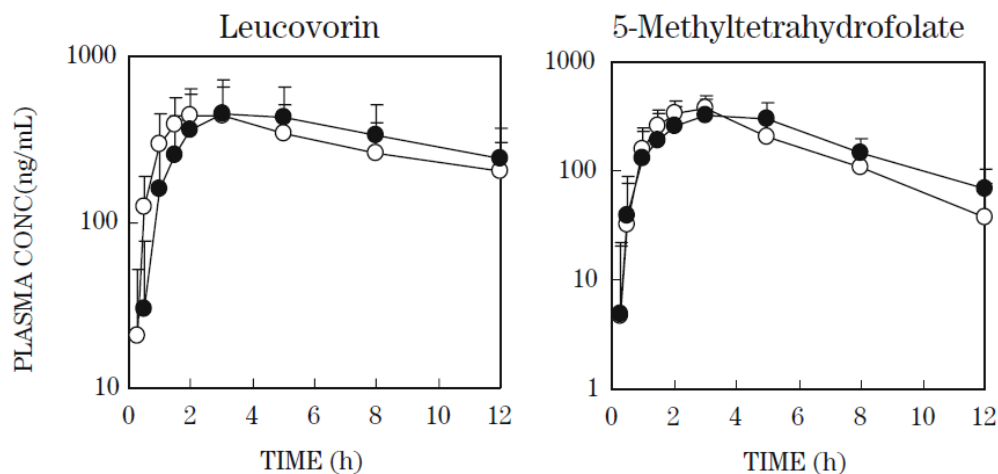 Leucovorin
PLASMA CONC(ng/mL)
1000
100
10
0 2 4 6 8 10 12
TIME (h)
5-Methyltetrahydrofolate
1000
100
10
1
0 2 4 6 8 10 12
TIME (h)